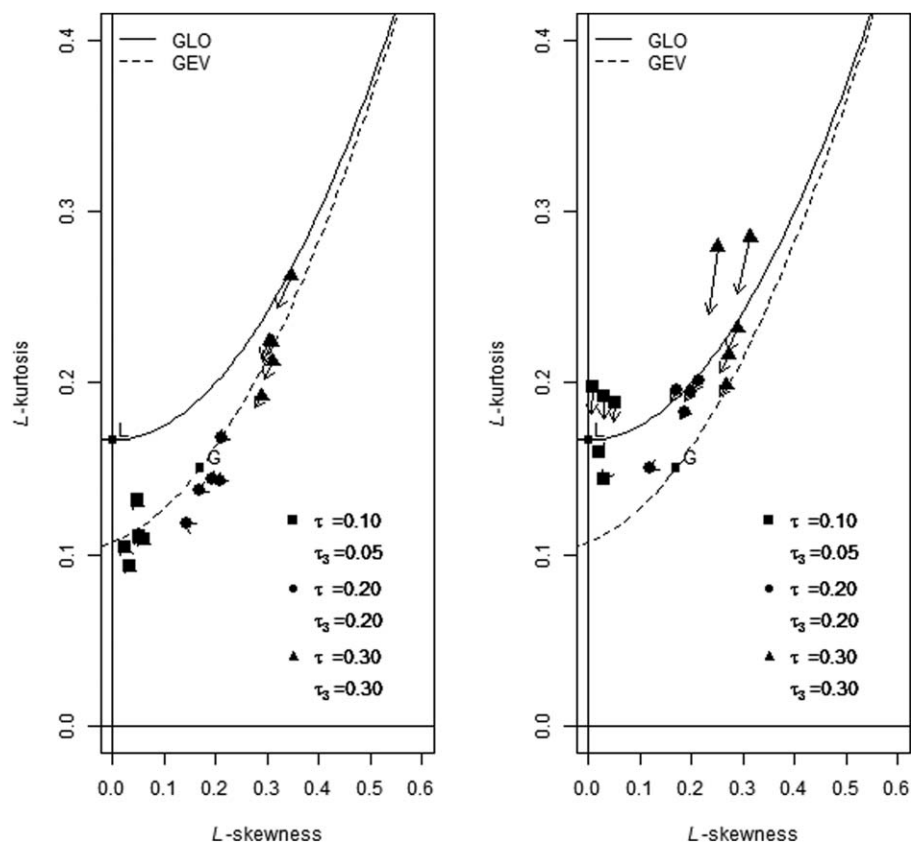 GLO
GEV
L-kurtosis
0.4
0.3
0.2
0.1
0.0
L
G
τ =0.10
τ3=0.05
τ =0.20
τ3=0.20
τ =0.30
τ3=0.30
0.0 0.1 0.2 0.3 0.4 0.5 0.6
L-skewness
GLO
GEV
L-kurtosis
0.4
0.3
0.2
0.1
0.0
L
G
τ =0.10
τ3=0.05
τ =0.20
τ3=0.20
τ =0.30
τ3=0.30
0.0 0.1 0.2 0.3 0.4 0.5 0.6
L-skewness